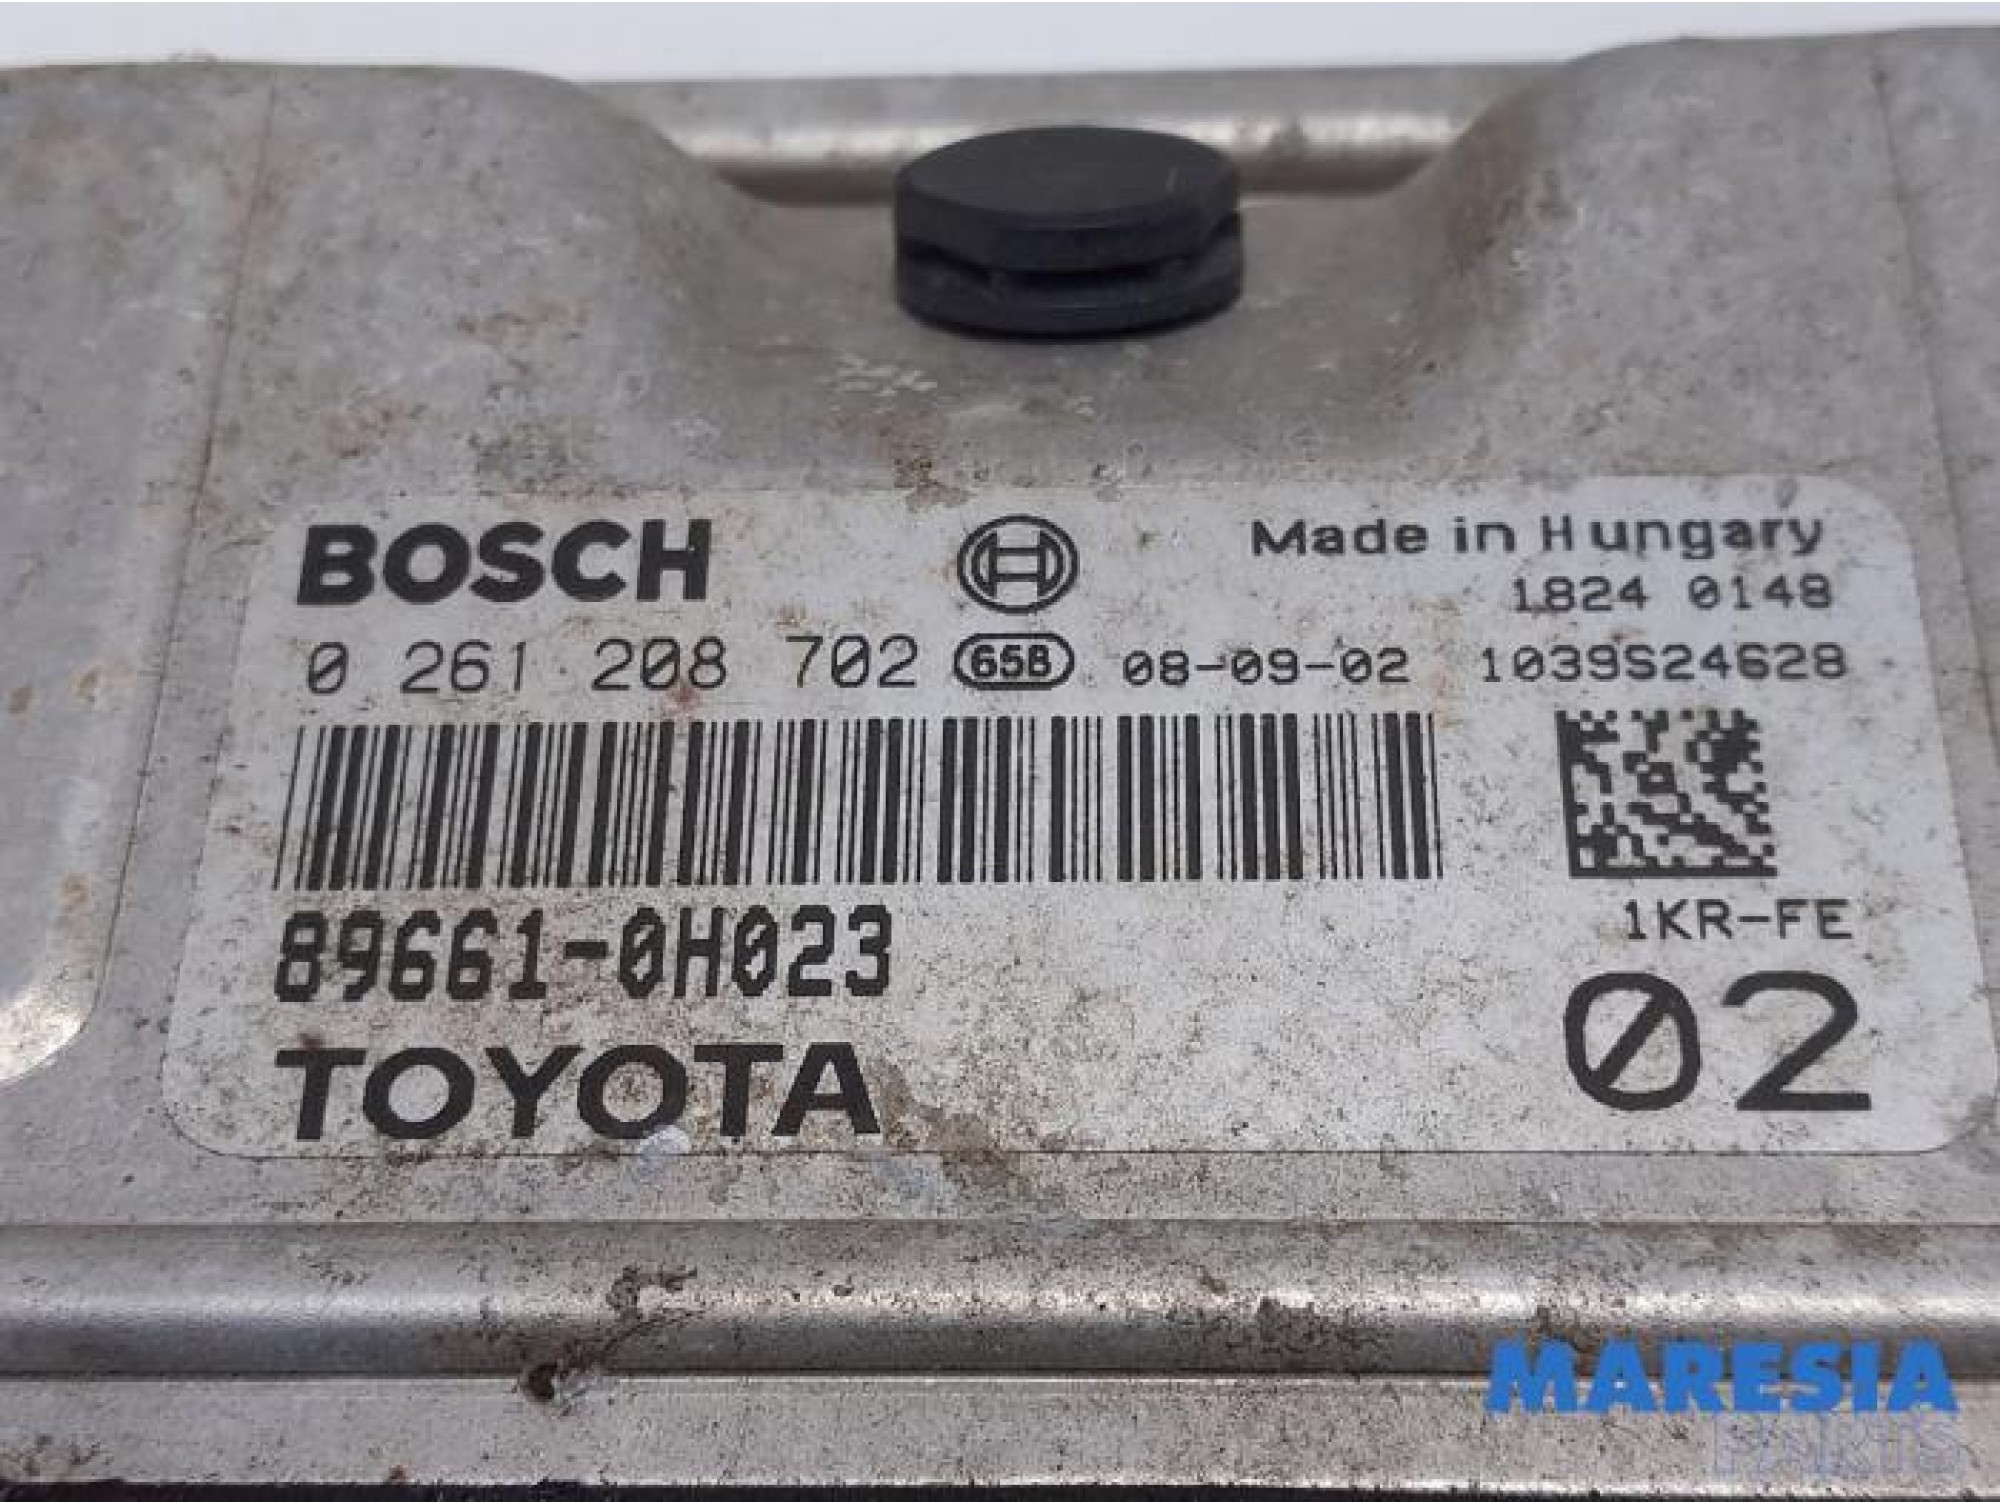 BOSCH
Made in Hungary
1824 0148
0 261 208 702 65B 08-09-02 1039S24628
89661-0H023
1KR-FE
TOYOTA
02
MARESIA
PARTS